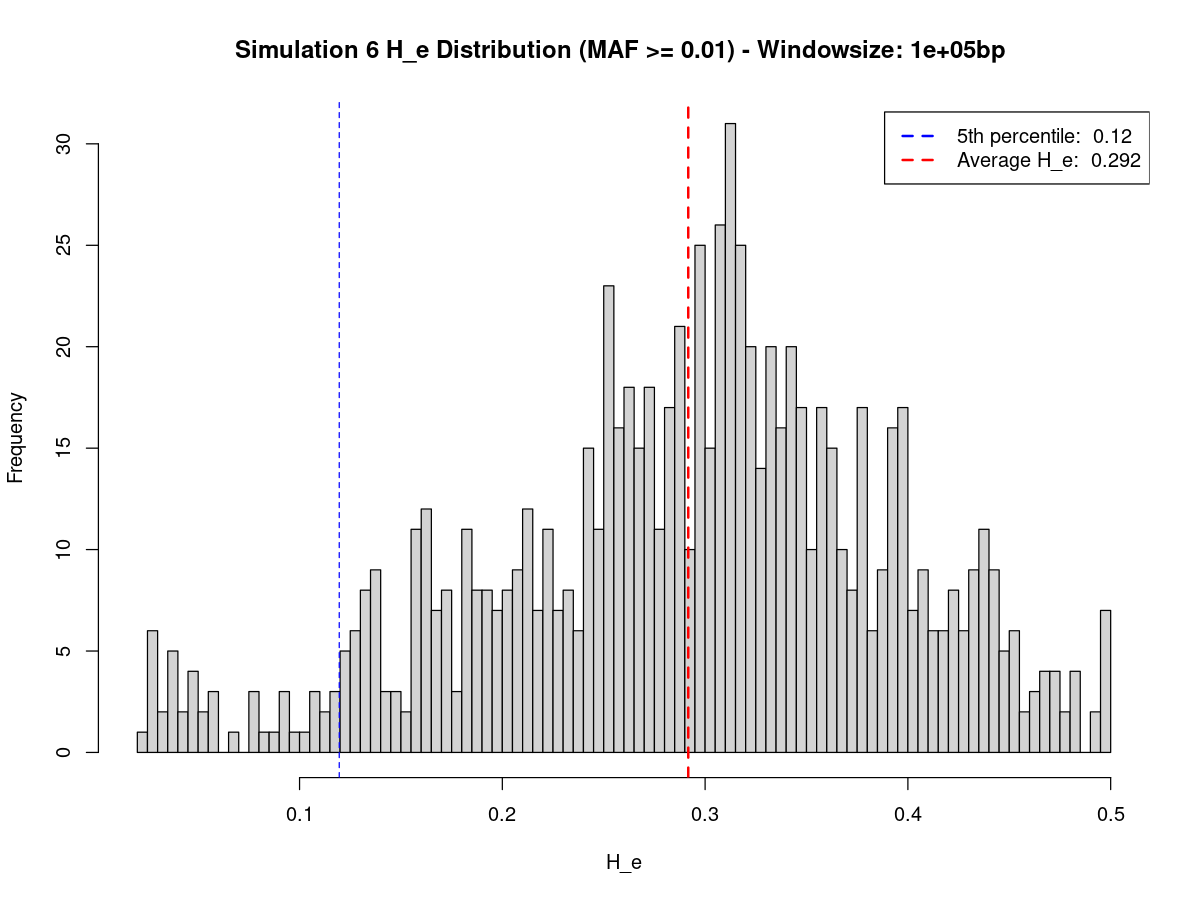 Simulation 6 H_e Distribution (MAF >= 0.01) - Windowsize: 1e+05bp
5th percentile:  0.12
Average H_e:  0.292
Frequency
30
25
20
15
10
5
0
0.1 0.2 0.3 0.4 0.5
H_e